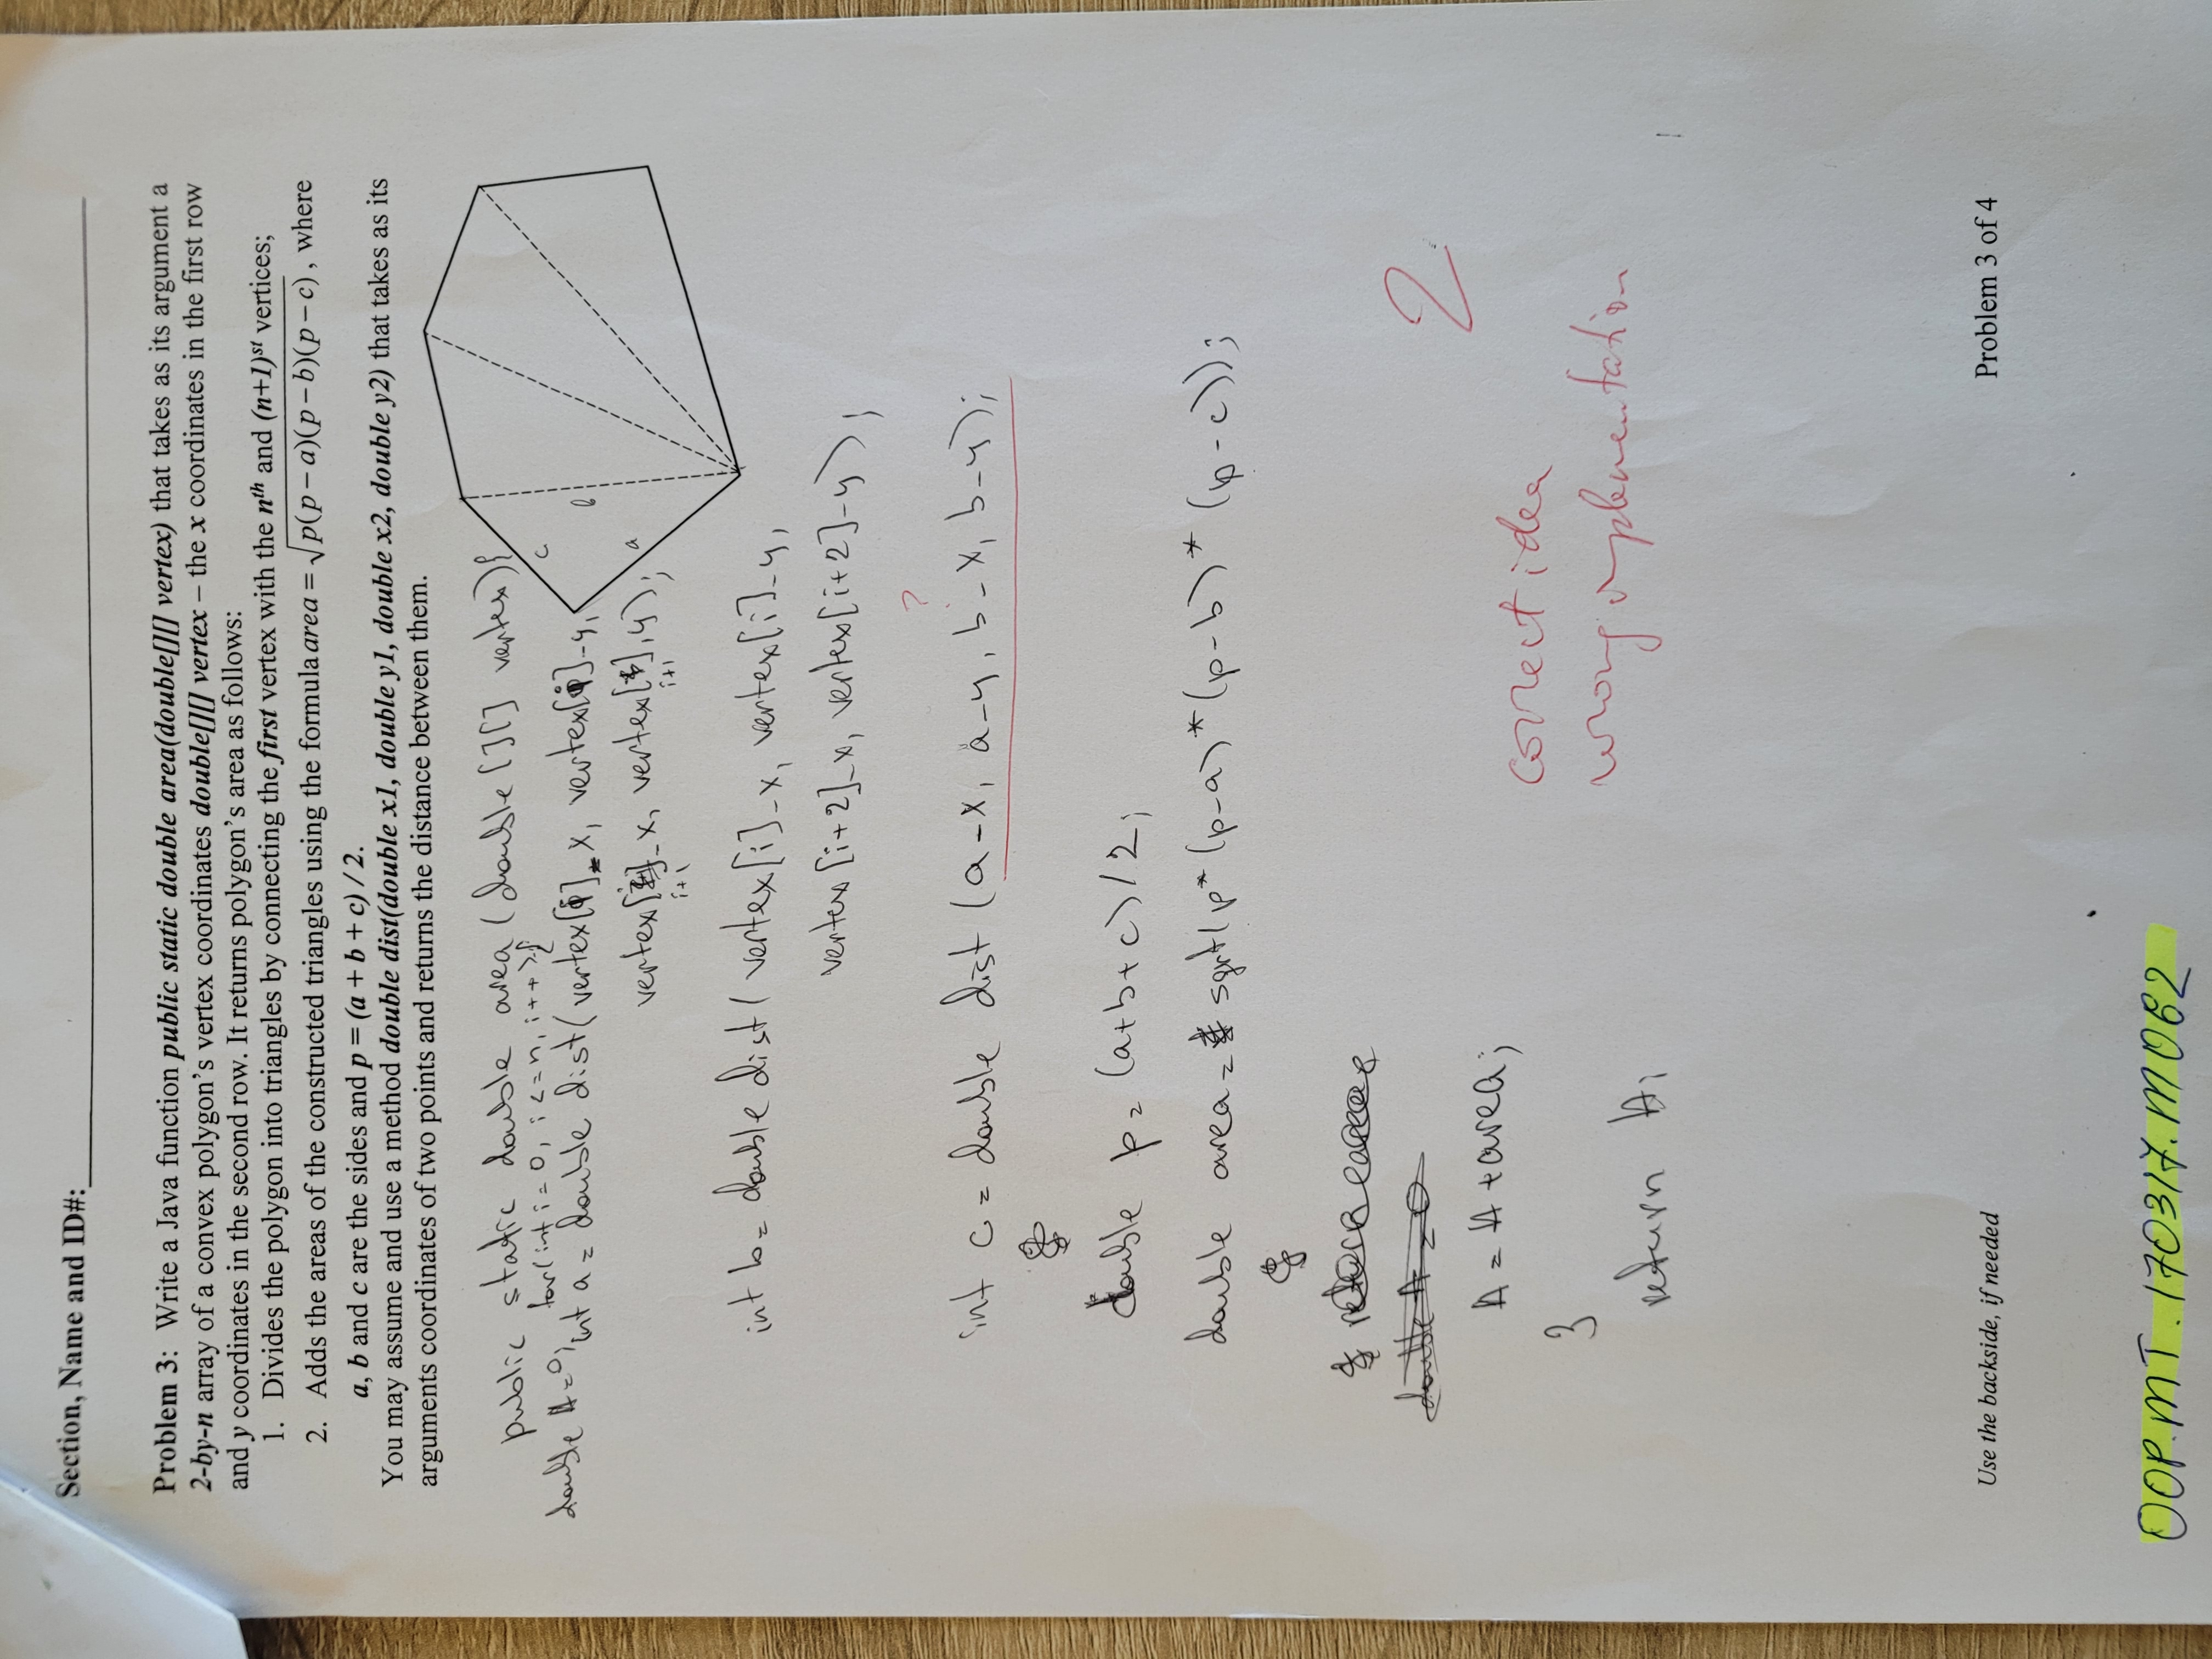 Section, Name and ID#:
Problem 3: Write a Java function public static double area(double[][] vertex) that takes as its argument a
2-by-n array of a convex polygon's vertex coordinates double[][] vertex – the x coordinates in the first row
and y coordinates in the second row. It returns polygon's area as follows:
1. Divides the polygon into triangles by connecting the first vertex with the nth and (n+1)st vertices;
2. Adds the areas of the constructed triangles using the formula area = √p(p − a)(p − b)(p − c) , where
a, b and c are the sides and p = (a + b + c) / 2.
You may assume and use a method double dist(double x1, double y1, double x2, double y2) that takes as its
arguments coordinates of two points and returns the distance between them.
public static double area (double [][] vertex){
for(int i = 0, i <= n, i++){
double A = 0;
int a = double dist(vertex[i]_x, vertex[i]_y,
vertex[i+1]_x, vertex[i+1],y);
c
b
a
int b = double dist( vertex[i]_x, vertex[i]_y,
vertex [i+2]_x, vertex[i+2]_y);
?
int c = double dist (a_x, a_y, b_x, b_y);
double p = (a+b+c)/2;
double area = sqrt(p*(p-a)*(p-b)*(p-c));
double A = 0
A = A + area;
}
return A;
2
correct idea
wrong implementation
Use the backside, if needed
Problem 3 of 4
OOP.MT.170317.M062